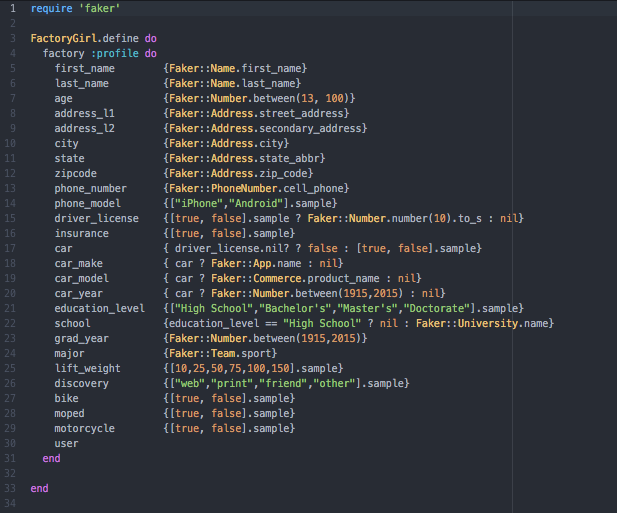 1 require 'faker'
2
3 FactoryGirl.define do
4   factory :profile do
5     first_name        {Faker::Name.first_name}
6     last_name         {Faker::Name.last_name}
7     age               {Faker::Number.between(13, 100)}
8     address_l1        {Faker::Address.street_address}
9     address_l2        {Faker::Address.secondary_address}
10     city              {Faker::Address.city}
11     state             {Faker::Address.state_abbr}
12     zipcode           {Faker::Address.zip_code}
13     phone_number      {Faker::PhoneNumber.cell_phone}
14     phone_model       {["iPhone","Android"].sample}
15     driver_license    {[true, false].sample ? Faker::Number.number(10).to_s : nil}
16     insurance         {[true, false].sample}
17     car               { driver_license.nil? ? false : [true, false].sample}
18     car_make          { car ? Faker::App.name : nil}
19     car_model         { car ? Faker::Commerce.product_name : nil}
20     car_year          { car ? Faker::Number.between(1915,2015) : nil}
21     education_level   {["High School","Bachelor's","Master's","Doctorate"].sample}
22     school            {education_level == "High School" ? nil : Faker::University.name}
23     grad_year         {Faker::Number.between(1915,2015)}
24     major             {Faker::Team.sport}
25     lift_weight       {[10,25,50,75,100,150].sample}
26     discovery         {["web","print","friend","other"].sample}
27     bike              {[true, false].sample}
28     moped             {[true, false].sample}
29     motorcycle        {[true, false].sample}
30     user
31   end
32
33 end
34